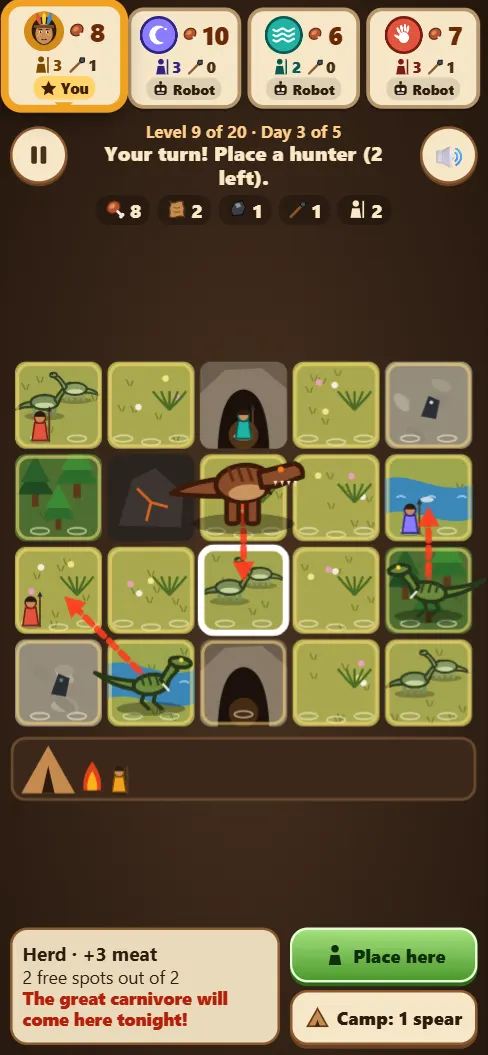 8
3 1
You
10
3 0
Robot
6
2 0
Robot
7
3 1
Robot
Level 9 of 20 · Day 3 of 5
Your turn! Place a hunter (2
left).
8 2 1 1 2
Herd · +3 meat
2 free spots out of 2
The great carnivore will
come here tonight!
Place here
Camp: 1 spear